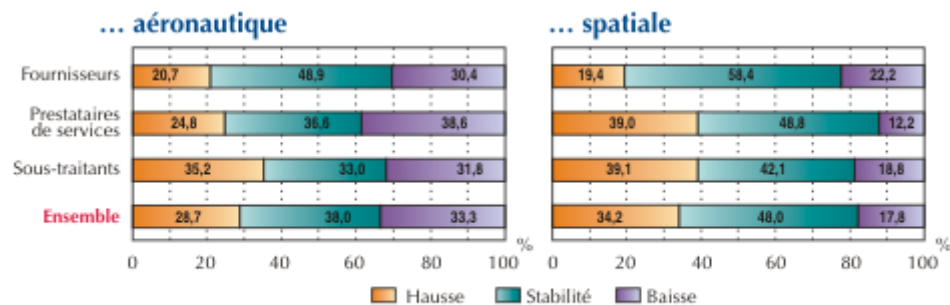 ... aéronautique
... spatiale
Fournisseurs 20,7 48,9 30,4 19,4 58,4 22,2
Prestataires
de services 24,8 36,6 38,6 39,0 48,8 12,2
Sous-traitants 35,2 33,0 31,8 39,1 42,1 18,8
Ensemble 28,7 38,0 33,3 34,2 48,0 17,8
% %
0 20 40 60 80 100 0 20 40 60 80 100
Hausse Stabilité Baisse